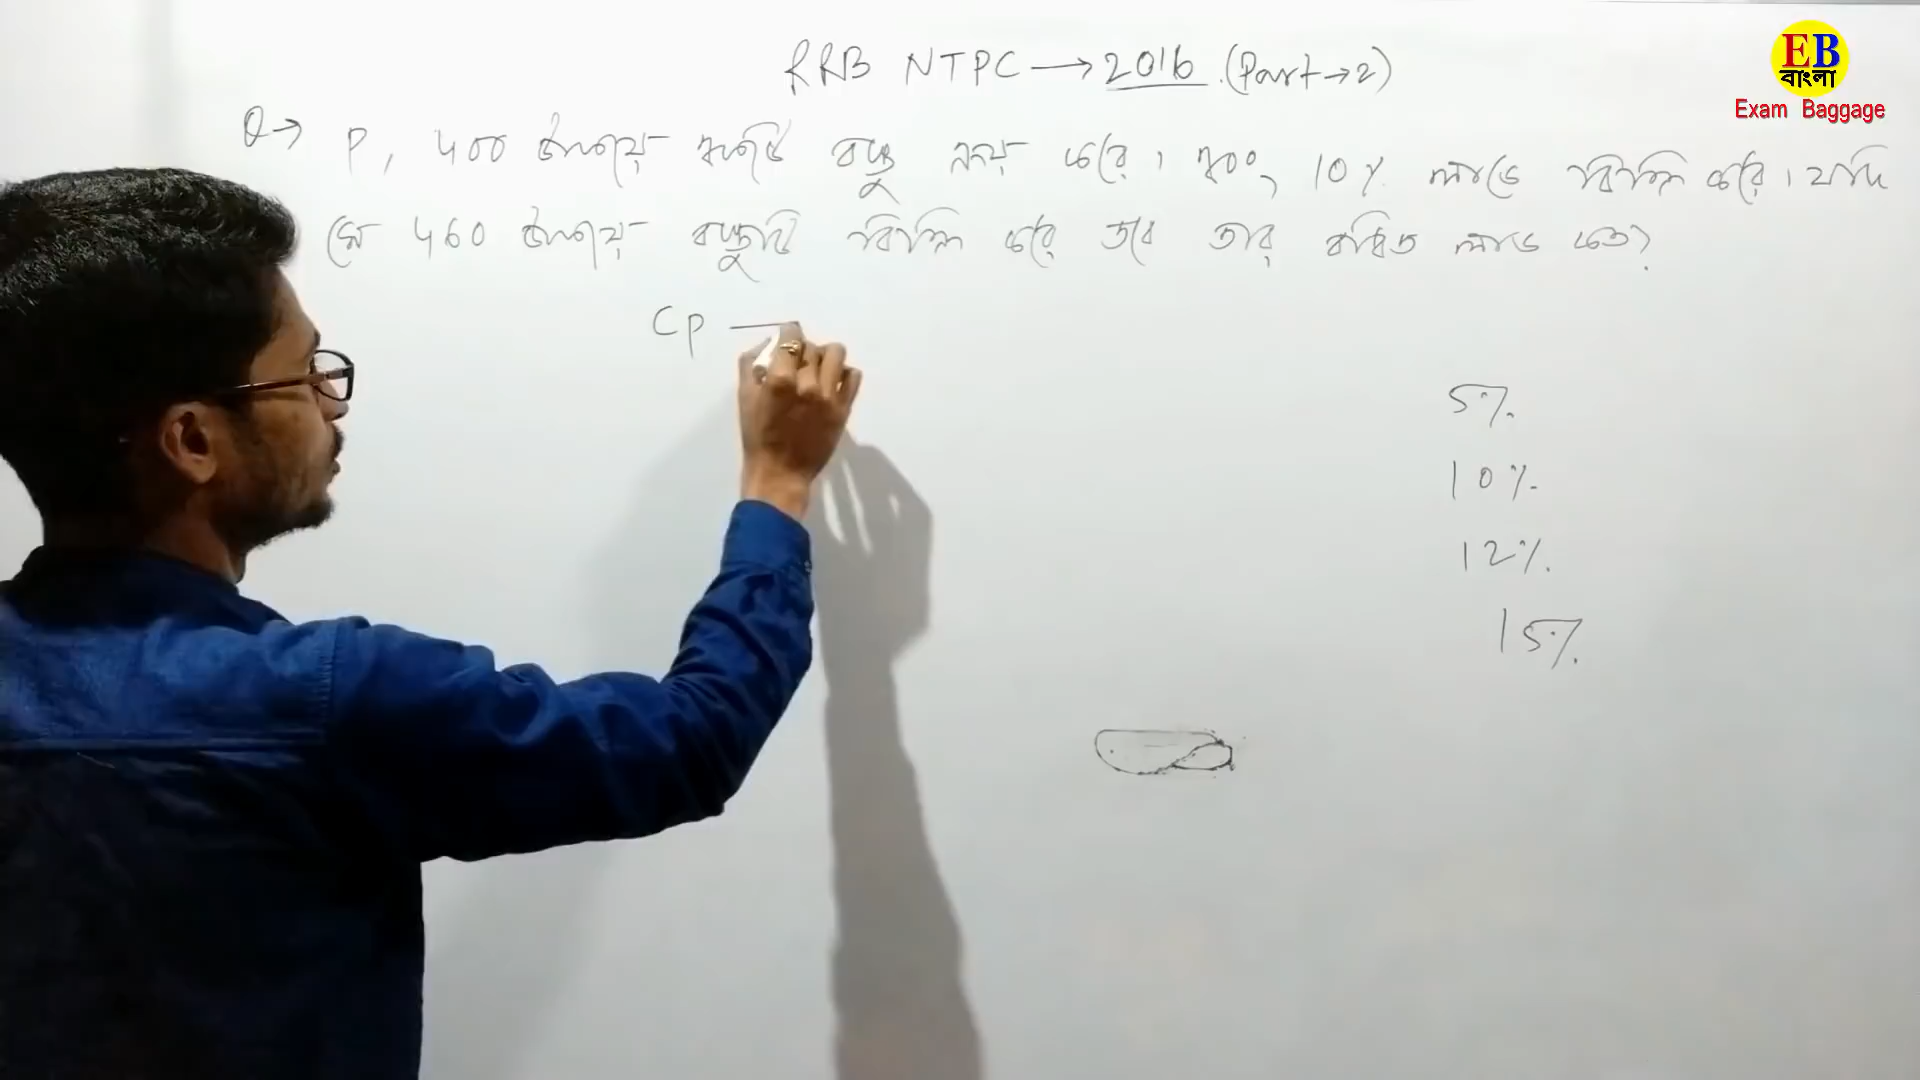 RRB NTPC → 2016 (Part → 2)
EB
বাংলা
Exam Baggage
Q → P, 400 টাকায় একটি বস্তু ক্রয় করে। এবং 10% লাভে বিক্রি করে। যদি
সে 460 টাকায় বস্তুটি বিক্রি করে তবে তার বর্ধিত লাভ কত?
CP —
5%.
10%.
12%.
15%.